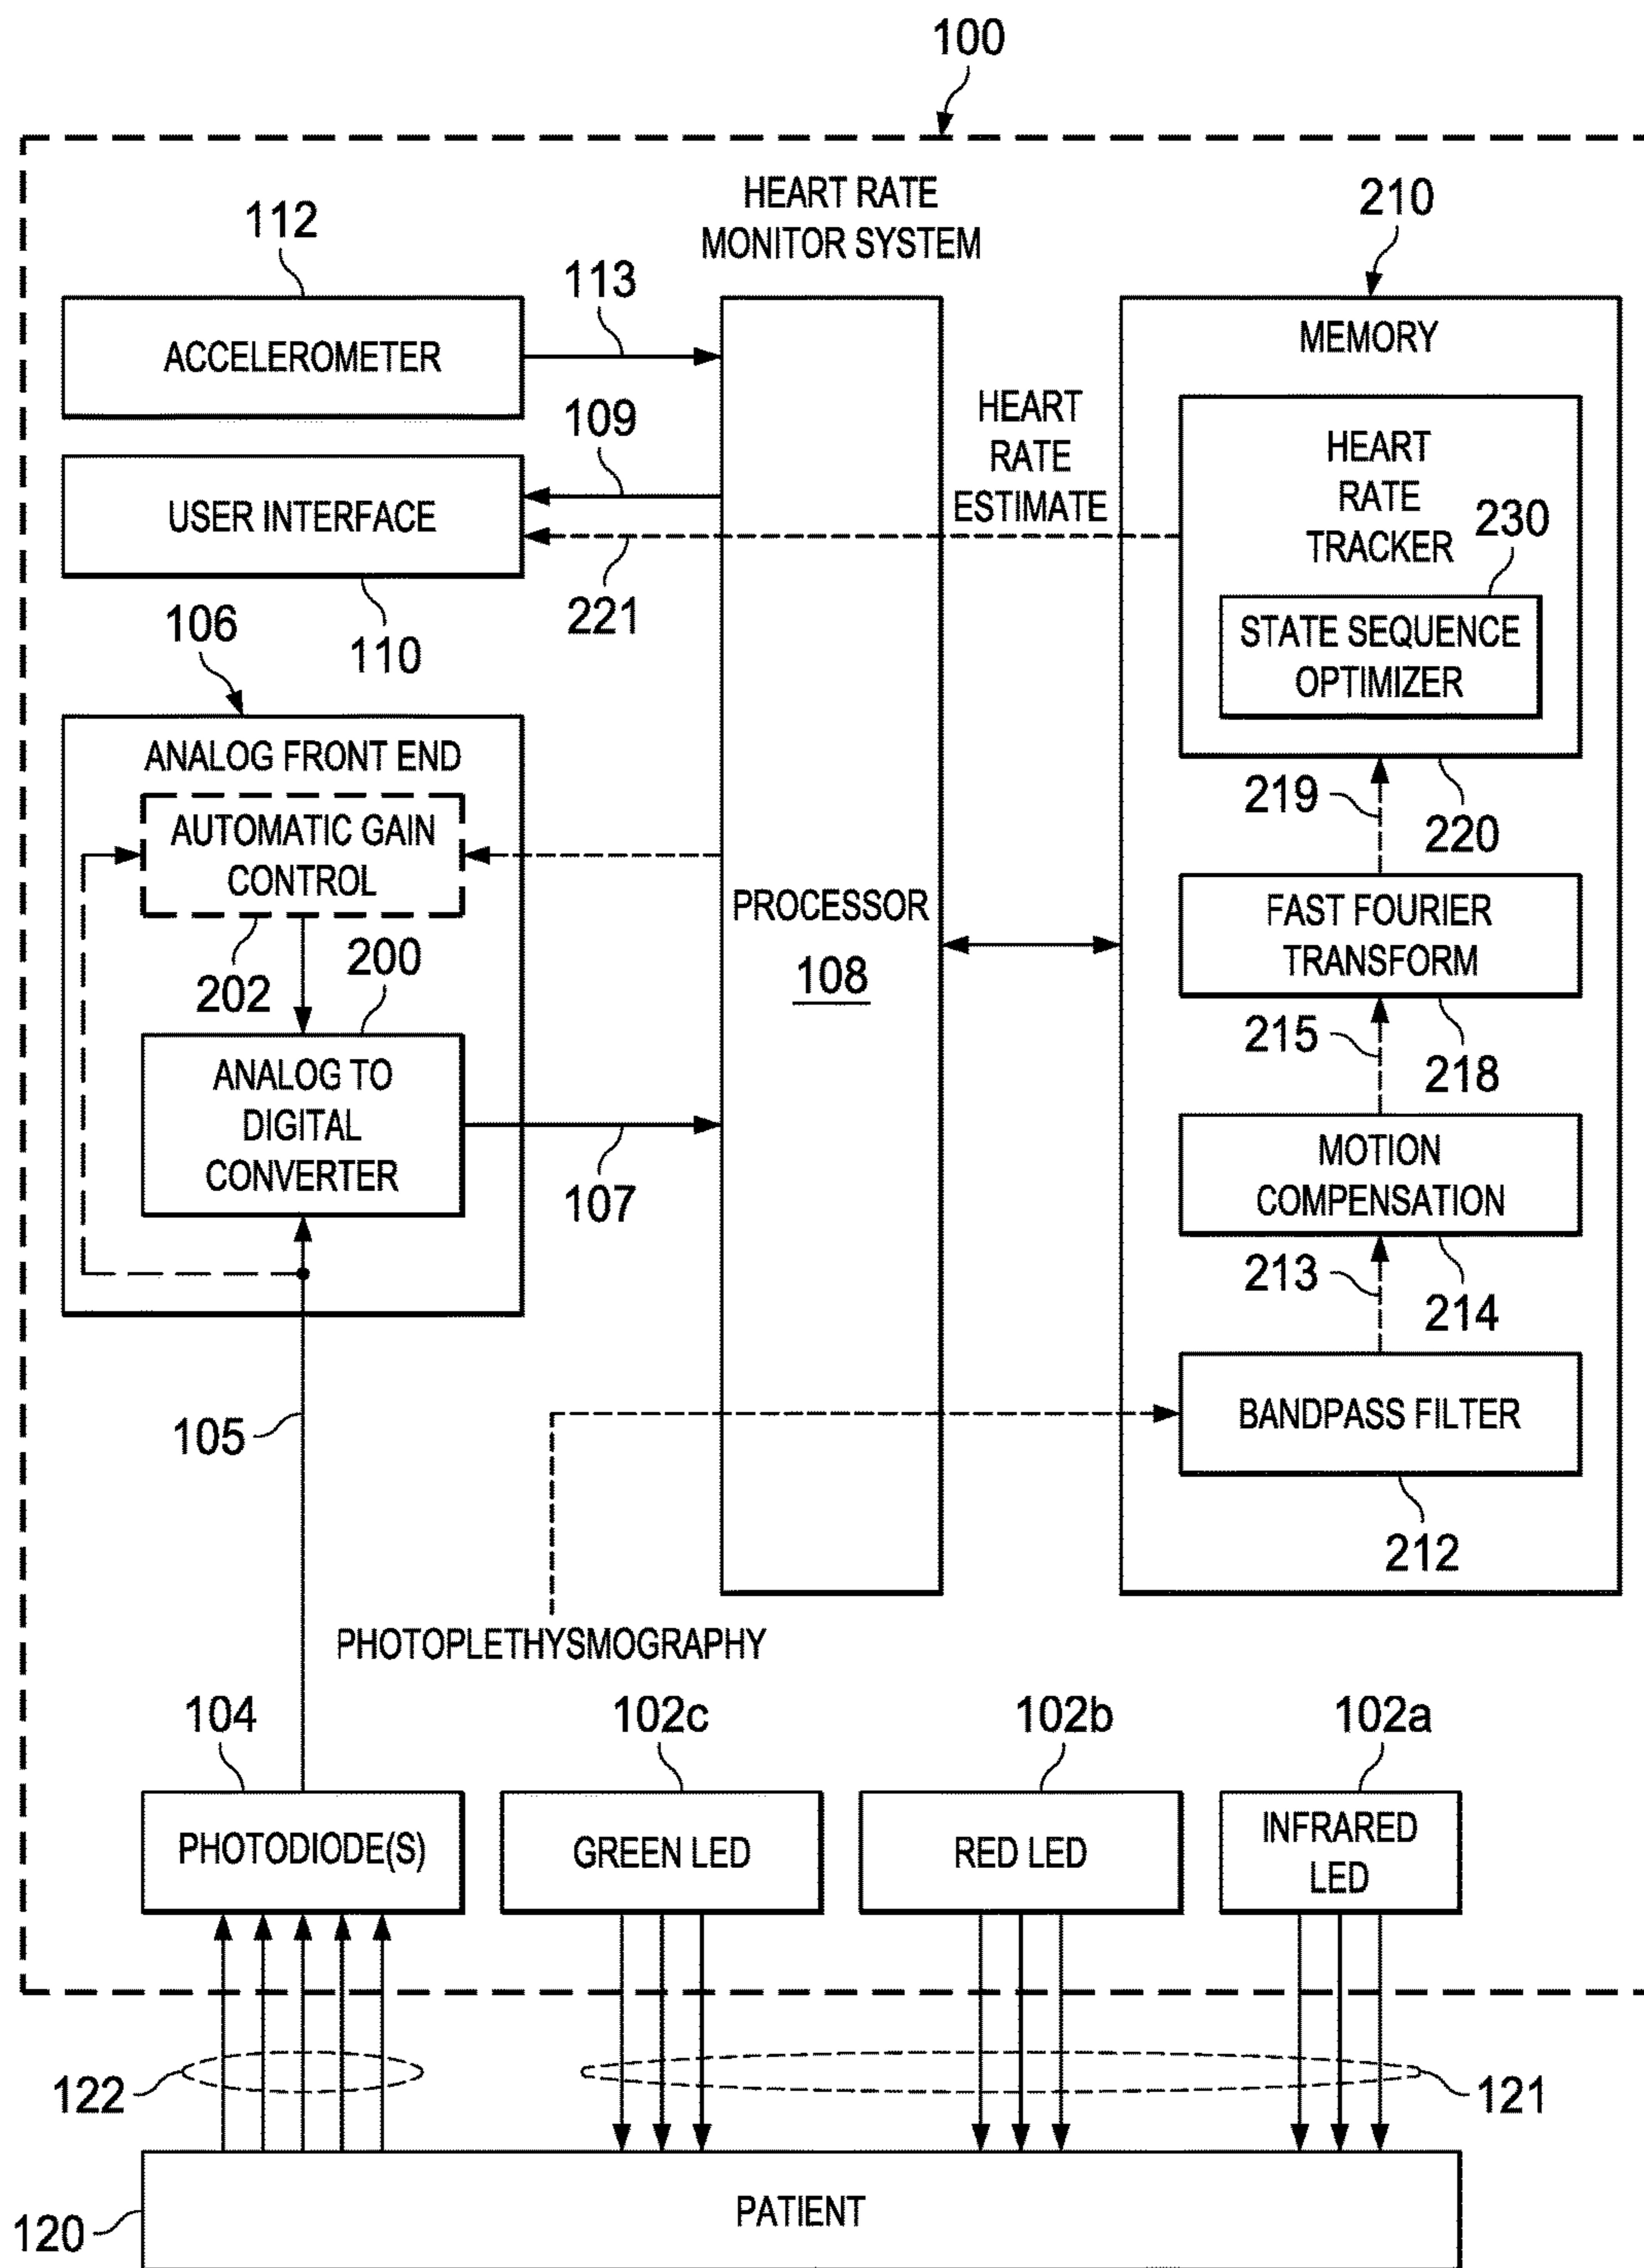 100
HEART RATE
MONITOR SYSTEM
112
ACCELEROMETER
113
109
USER INTERFACE
110
HEART
RATE
ESTIMATE
221
210
MEMORY
HEART
RATE
TRACKER
230
STATE SEQUENCE
OPTIMIZER
219
220
FAST FOURIER
TRANSFORM
215
218
MOTION
COMPENSATION
213
214
BANDPASS FILTER
212
PROCESSOR
108
106
ANALOG FRONT END
AUTOMATIC GAIN
CONTROL
202
200
ANALOG TO
DIGITAL
CONVERTER
107
105
PHOTOPLETHYSMOGRAPHY
104
PHOTODIODE(S)
102c
GREEN LED
102b
RED LED
102a
INFRARED
LED
122
121
120
PATIENT